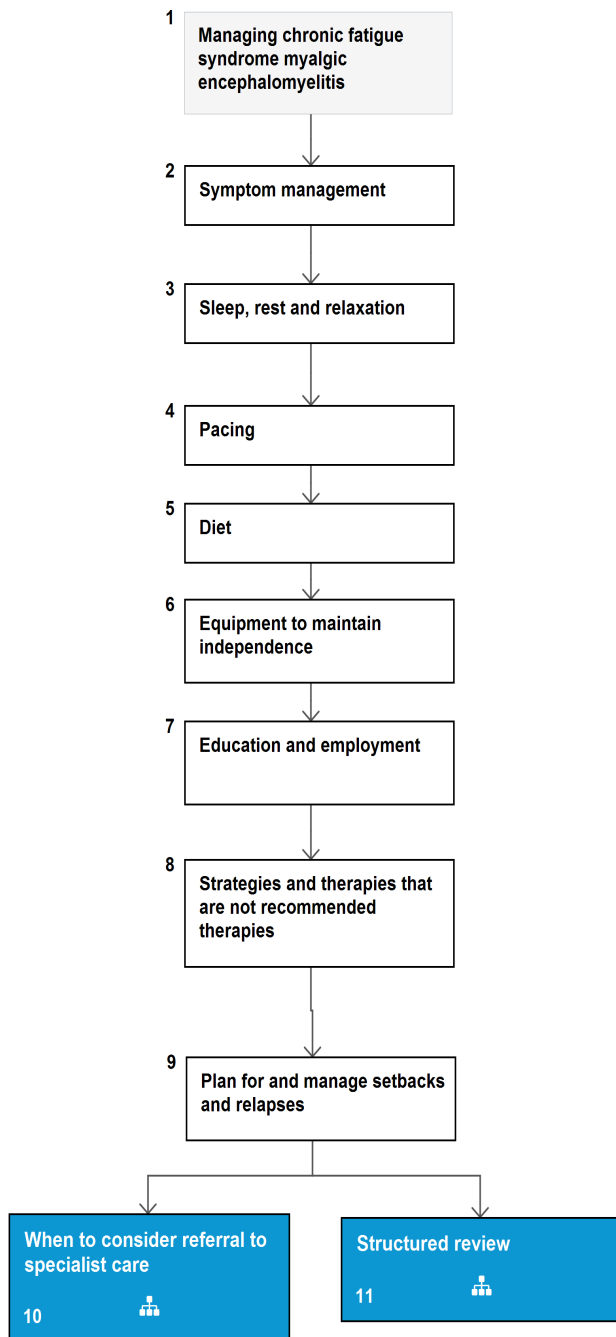 1
Managing chronic fatigue
syndrome myalgic
encephalomyelitis
2
Symptom management
3
Sleep, rest and relaxation
4
Pacing
5
Diet
6
Equipment to maintain
independence
7
Education and employment
8
Strategies and therapies that
are not recommended
therapies
9
Plan for and manage setbacks
and relapses
When to consider referral to
specialist care
10
Structured review
11